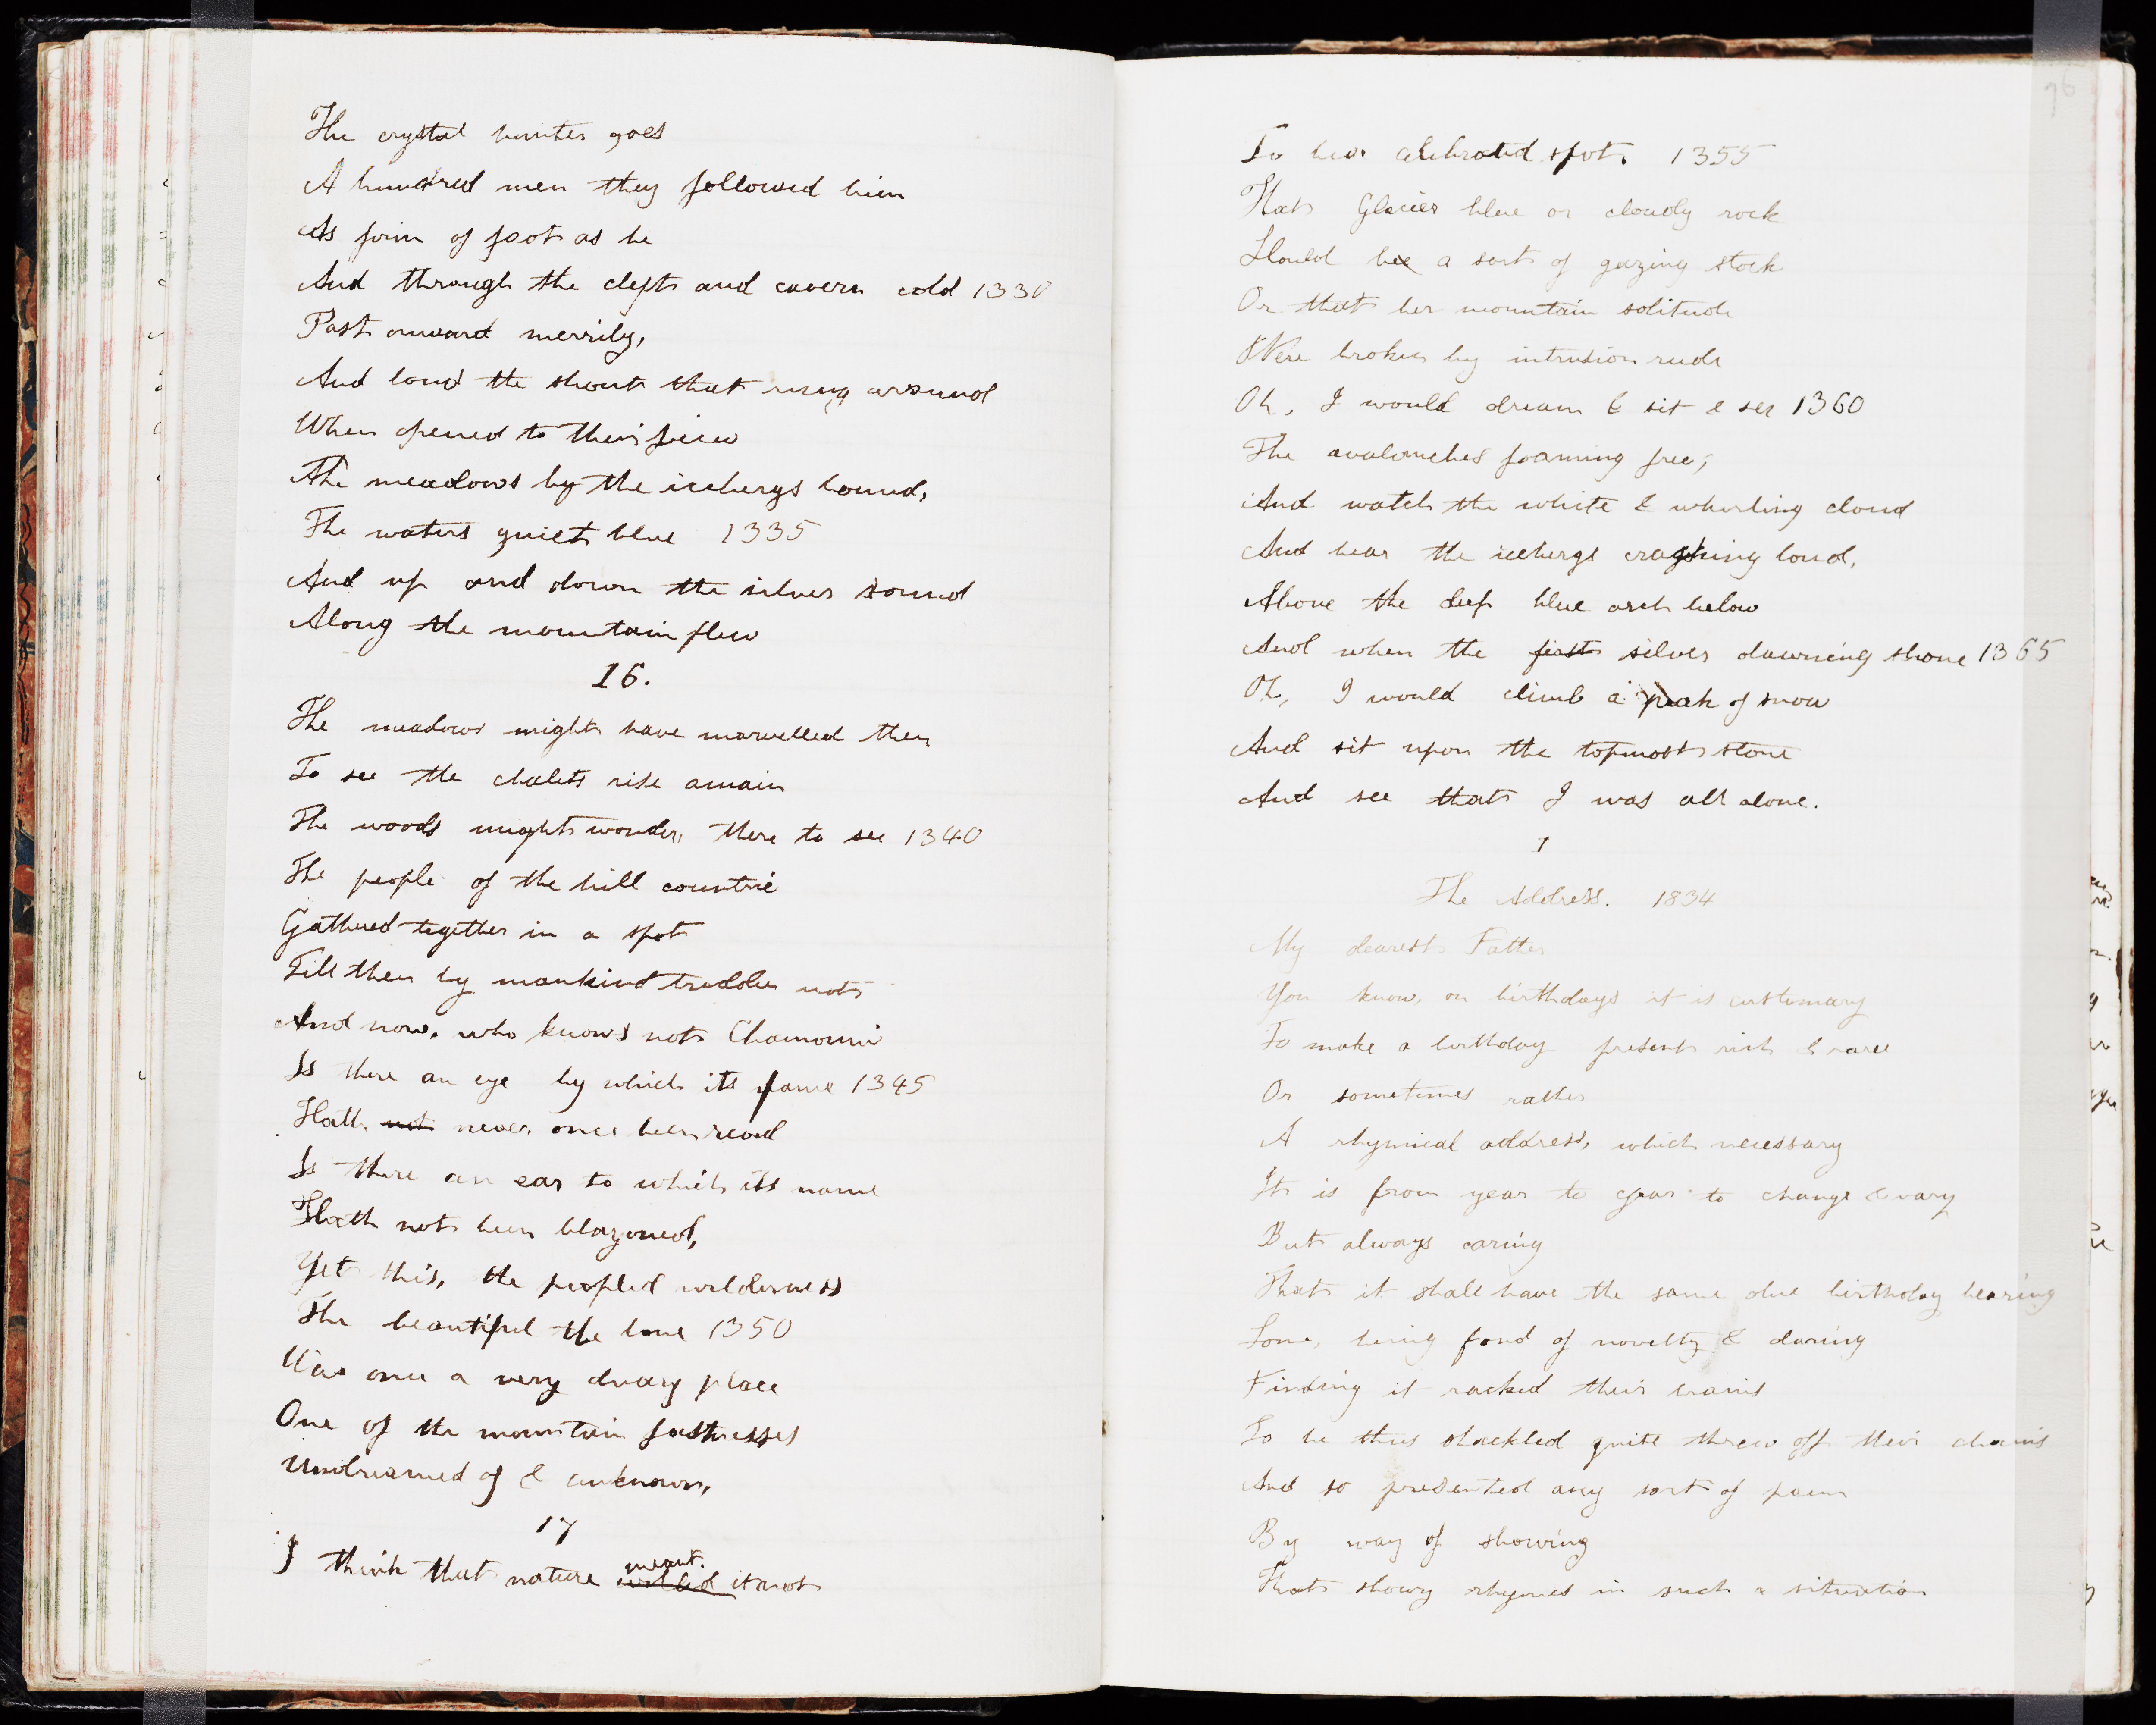 The crystal hunter goes
A hundred men they followed him
As firm of foot as he
And through the cleft and cavern cold 1330
Past onward merrily,
And loud the shout that rung around
When opened to their view
The meadows by the icebergs bound,
The waters quiet blue 1335
And up and down the silver sound
Along the mountain flew
16.
The meadows might have marvelled then
To see the chalets rise amain
The woods might wonder, there to see 1340
The people of the hill countrie
Gathered together in a spot
Till then by mankind trodden not
And now, who knows not Chamouni
Is there an eye by which its fame 1345
Hath not never once been read
Is there an ear to which its name
Hath not been blazoned,
Yet this, the peopled wilderness
The beautiful the lone 1350
Was once a very dreary place
One of the mountain fastnesses
Undreamed of & unknown,
17
I think that nature meant it not
To be a celebrated spot. 1355
That Glacier blue or cloudy rock
Should be a sort of gazing stock
Or that her mountain solitude
Were broken by intrusion rude
Oh, I would dream & sit & see 1360
The avalanches foaming free,
And watch the white & whirling cloud
And hear the icebergs crashing loud,
Above the deep blue arch below
And when the first silver dawning shone 1365
Oh, I would climb a peak of snow
And sit upon the topmost stone
And see that I was all alone.
1
The Address. 1834
My dearest Father
You know, on birthdays it is customary
To make a birthday present rich & rare
Or sometimes rather
A rhymical address, which necessary
It is from year to year to change & vary
But always caring
That it shall have the same due birthday bearing
Some, being fond of novelty & daring
Finding it racked their brains
To be thus shackled quite threw off their chains
And so presented any sort of poem
By way of showing
That showy rhymes in such a situation
76